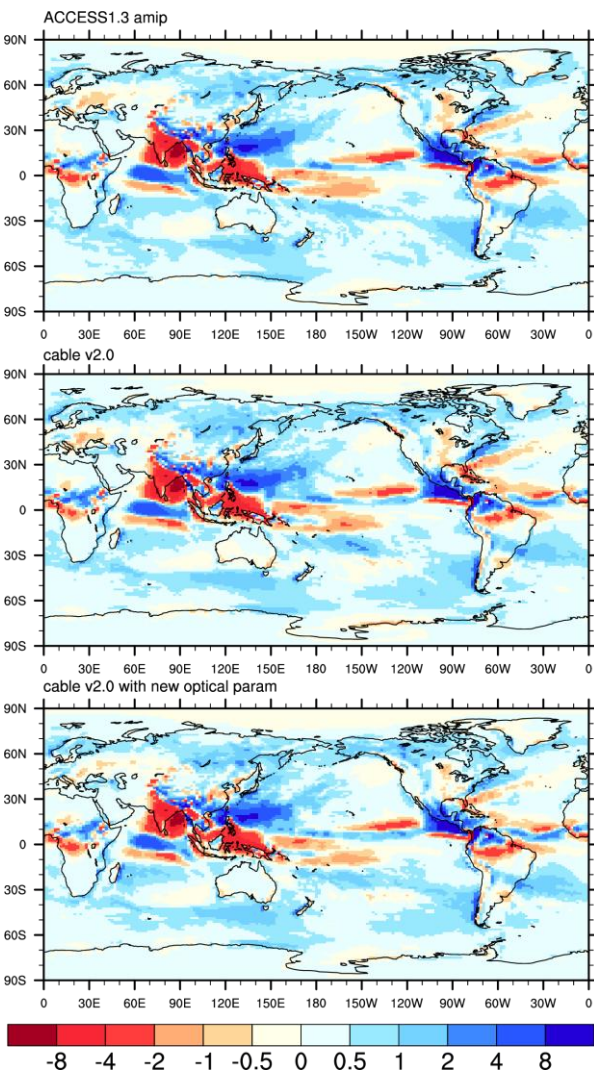 ACCESS1.3 amip
90N
60N
30N
0
30S
60S
90S
0 30E 60E 90E 120E 150E 180 150W 120W 90W 60W 30W 0
cable v2.0
90N
60N
30N
0
30S
60S
90S
0 30E 60E 90E 120E 150E 180 150W 120W 90W 60W 30W 0
cable v2.0 with new optical param
90N
60N
30N
0
30S
60S
90S
0 30E 60E 90E 120E 150E 180 150W 120W 90W 60W 30W 0
-8 -4 -2 -1 -0.5 0 0.5 1 2 4 8